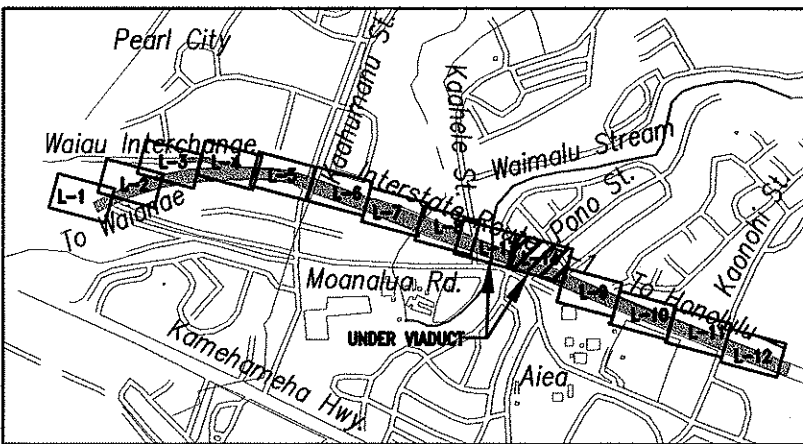 Pearl City
Kaahumanu St.
Kaahele St.
Waimalu Stream
Waiau Interchange
L-1
L-2
L-3
L-4
L-5
L-6
L-7
Interstate Route
Pono St.
Kaonohi St.
To Waianae
Moanalua Rd.
UNDER VIADUCT
To Honolulu
L-9
L-10
L-11
L-12
Kamehameha Hwy.
Aiea